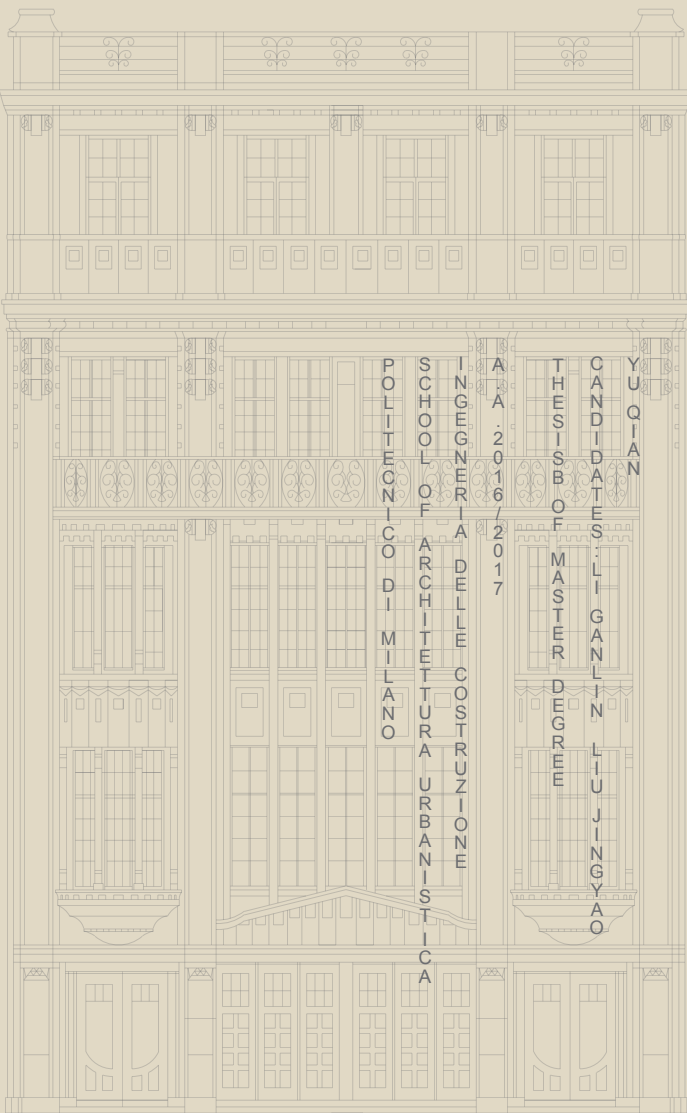 POLITECNICO DI MILANO
SCHOOL OF ARCHITETTURA URBANISTICA
INGEGNERIA DELLE COSTRUZIONE
A.A.2016/2017
THESISB OF MASTER DEGREE
CANDIDATES:LI GANLIN LIU JINGYAO
YU QIAN